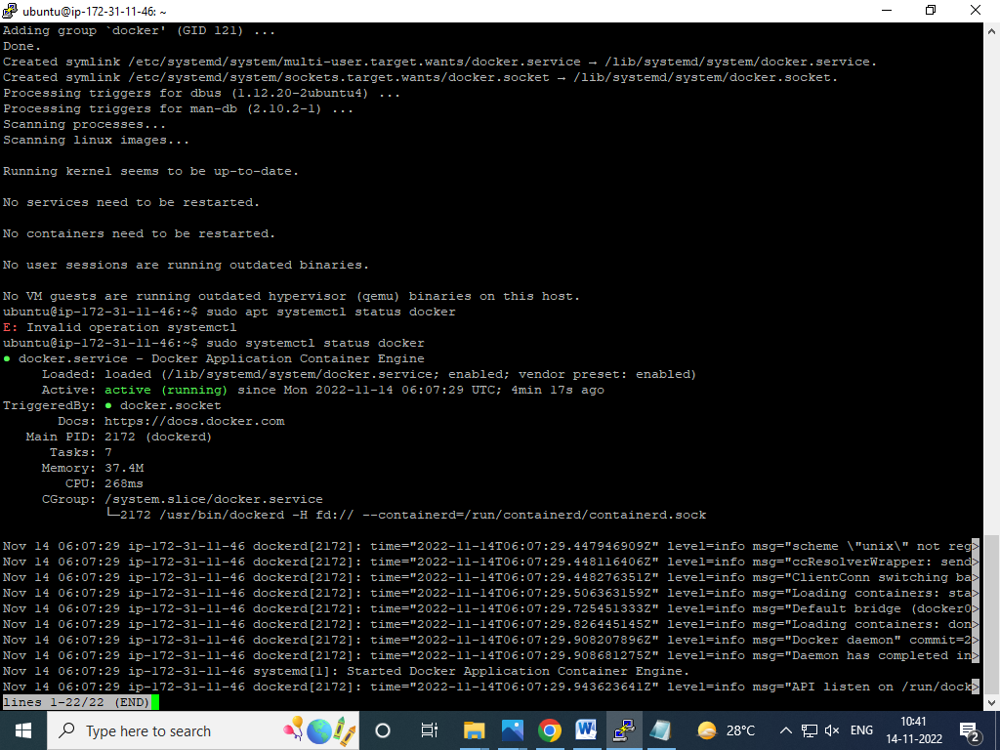 ubuntu@ip-172-31-11-46: ~
Adding group `docker' (GID 121) ...
Done.
Created symlink /etc/systemd/system/multi-user.target.wants/docker.service → /lib/systemd/system/docker.service.
Created symlink /etc/systemd/system/sockets.target.wants/docker.socket → /lib/systemd/system/docker.socket.
Processing triggers for dbus (1.12.20-2ubuntu4) ...
Processing triggers for man-db (2.10.2-1) ...
Scanning processes...
Scanning linux images...
Running kernel seems to be up-to-date.
No services need to be restarted.
No containers need to be restarted.
No user sessions are running outdated binaries.
No VM guests are running outdated hypervisor (qemu) binaries on this host.
ubuntu@ip-172-31-11-46:~$ sudo apt systemctl status docker
E: Invalid operation systemctl
ubuntu@ip-172-31-11-46:~$ sudo systemctl status docker
● docker.service - Docker Application Container Engine
Loaded: loaded (/lib/systemd/system/docker.service; enabled; vendor preset: enabled)
Active: active (running) since Mon 2022-11-14 06:07:29 UTC; 4min 17s ago
TriggeredBy: ● docker.socket
Docs: https://docs.docker.com
Main PID: 2172 (dockerd)
Tasks: 7
Memory: 37.4M
CPU: 268ms
CGroup: /system.slice/docker.service
└─2172 /usr/bin/dockerd -H fd:// --containerd=/run/containerd/containerd.sock
Nov 14 06:07:29 ip-172-31-11-46 dockerd[2172]: time="2022-11-14T06:07:29.447946909Z" level=info msg="scheme \"unix\" not reg>
Nov 14 06:07:29 ip-172-31-11-46 dockerd[2172]: time="2022-11-14T06:07:29.448116406Z" level=info msg="ccResolverWrapper: send>
Nov 14 06:07:29 ip-172-31-11-46 dockerd[2172]: time="2022-11-14T06:07:29.448276351Z" level=info msg="ClientConn switching ba>
Nov 14 06:07:29 ip-172-31-11-46 dockerd[2172]: time="2022-11-14T06:07:29.506363159Z" level=info msg="Loading containers: sta>
Nov 14 06:07:29 ip-172-31-11-46 dockerd[2172]: time="2022-11-14T06:07:29.725451333Z" level=info msg="Default bridge (docker0>
Nov 14 06:07:29 ip-172-31-11-46 dockerd[2172]: time="2022-11-14T06:07:29.826445145Z" level=info msg="Loading containers: don>
Nov 14 06:07:29 ip-172-31-11-46 dockerd[2172]: time="2022-11-14T06:07:29.908207896Z" level=info msg="Docker daemon" commit=2>
Nov 14 06:07:29 ip-172-31-11-46 dockerd[2172]: time="2022-11-14T06:07:29.908681275Z" level=info msg="Daemon has completed in>
Nov 14 06:07:29 ip-172-31-11-46 systemd[1]: Started Docker Application Container Engine.
Nov 14 06:07:29 ip-172-31-11-46 dockerd[2172]: time="2022-11-14T06:07:29.943623641Z" level=info msg="API listen on /run/dock>
lines 1-22/22 (END)
Type here to search
28°C
ENG
10:41
14-11-2022
2